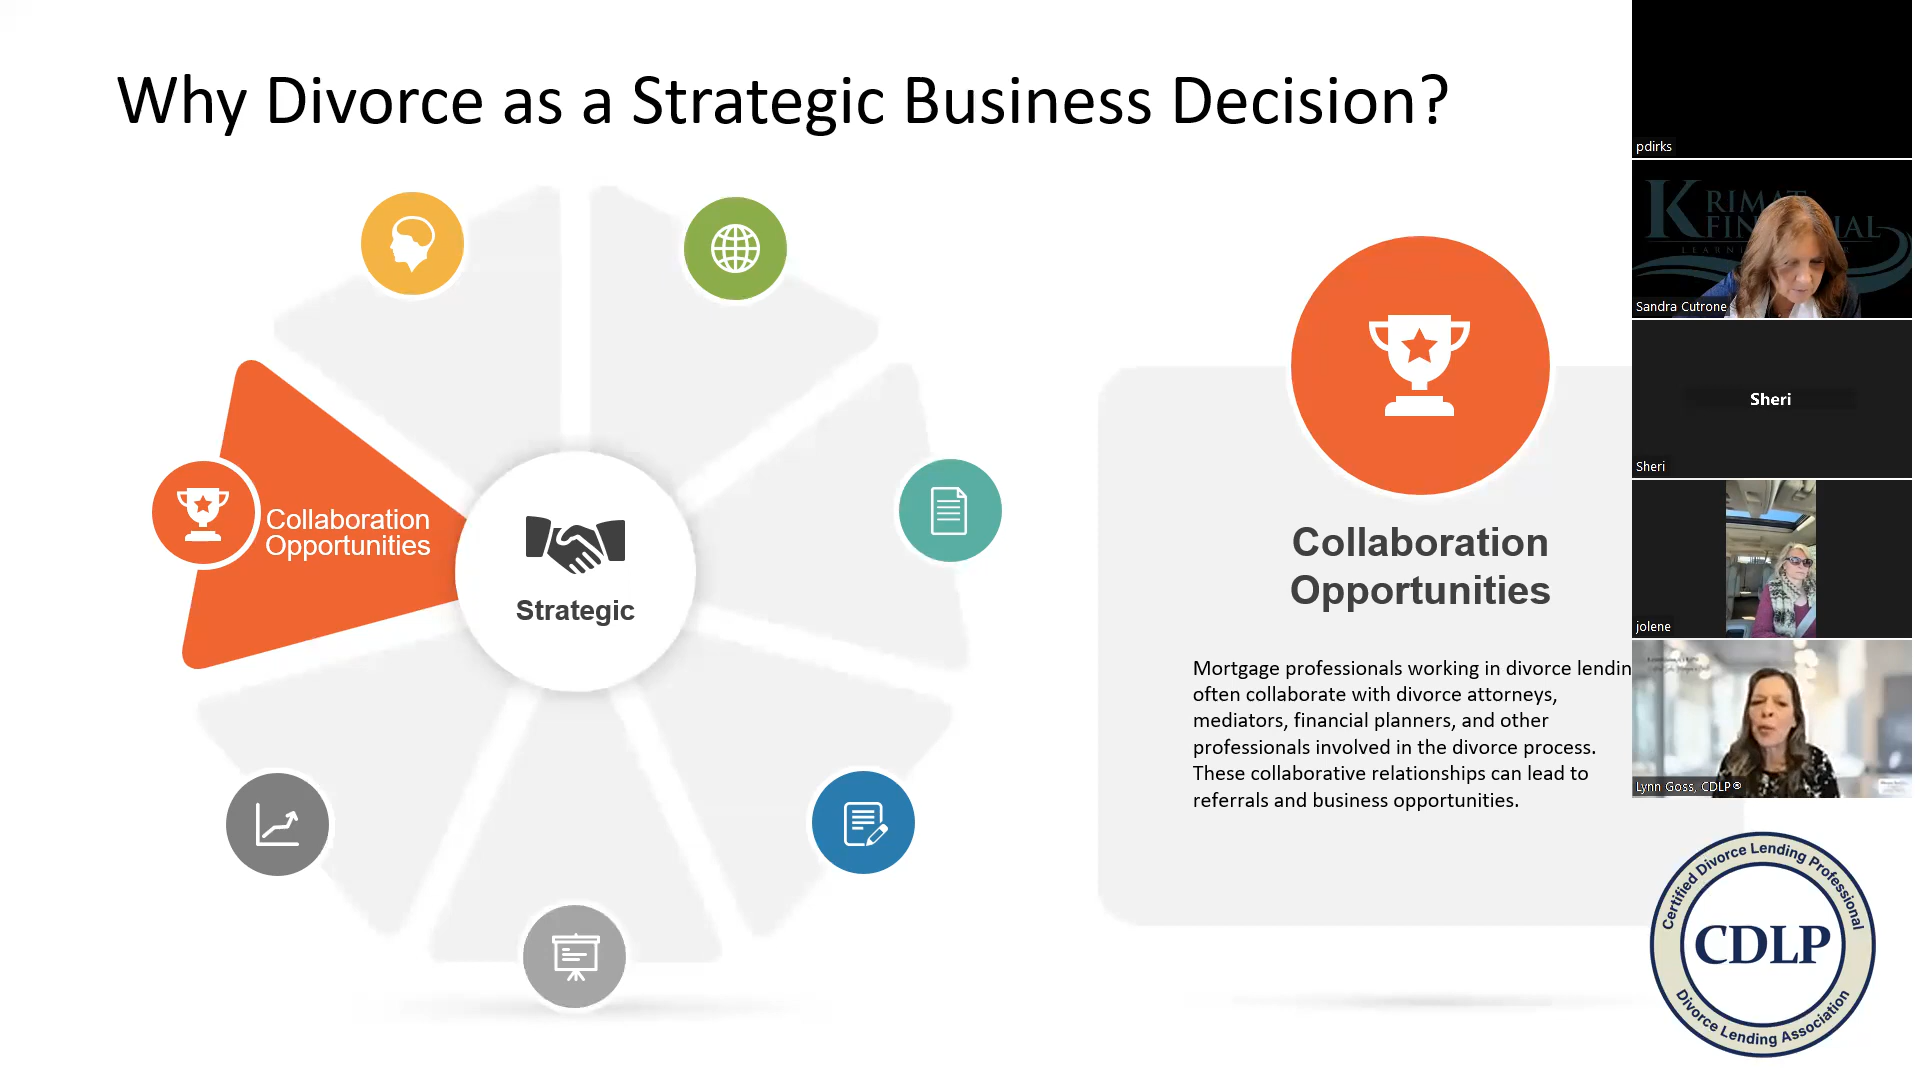 Why Divorce as a Strategic Business Decision?
Collaboration
Opportunities
Strategic
Collaboration
Opportunities
Mortgage professionals working in divorce lendin
often collaborate with divorce attorneys,
mediators, financial planners, and other
professionals involved in the divorce process.
These collaborative relationships can lead to
referrals and business opportunities.
pdirks
KRIMAT
FINANCIAL
Sandra Cutrone
Sheri
Sheri
jolene
Lynn Goss, CDLP®
Certified Divorce Lending Professional
CDLP
Divorce Lending Association